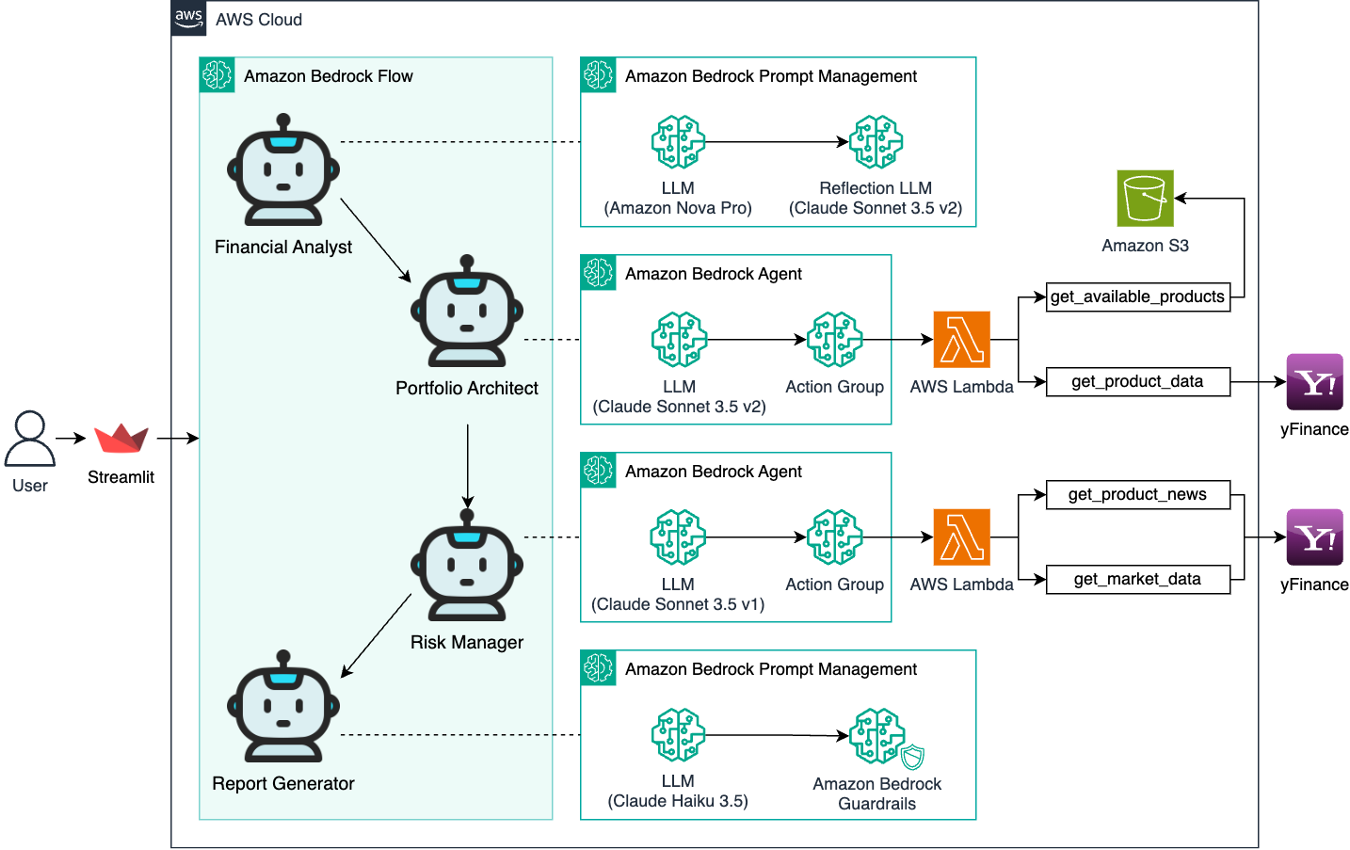 aws
AWS Cloud
Amazon Bedrock Flow
Financial Analyst
Portfolio Architect
Risk Manager
Report Generator
User
Streamlit
Amazon Bedrock Prompt Management
LLM
(Amazon Nova Pro)
Reflection LLM
(Claude Sonnet 3.5 v2)
Amazon Bedrock Agent
LLM
(Claude Sonnet 3.5 v2)
Action Group
AWS Lambda
get_available_products
get_product_data
Amazon S3
Y!
yFinance
Amazon Bedrock Agent
LLM
(Claude Sonnet 3.5 v1)
Action Group
AWS Lambda
get_product_news
get_market_data
Y!
yFinance
Amazon Bedrock Prompt Management
LLM
(Claude Haiku 3.5)
Amazon Bedrock
Guardrails